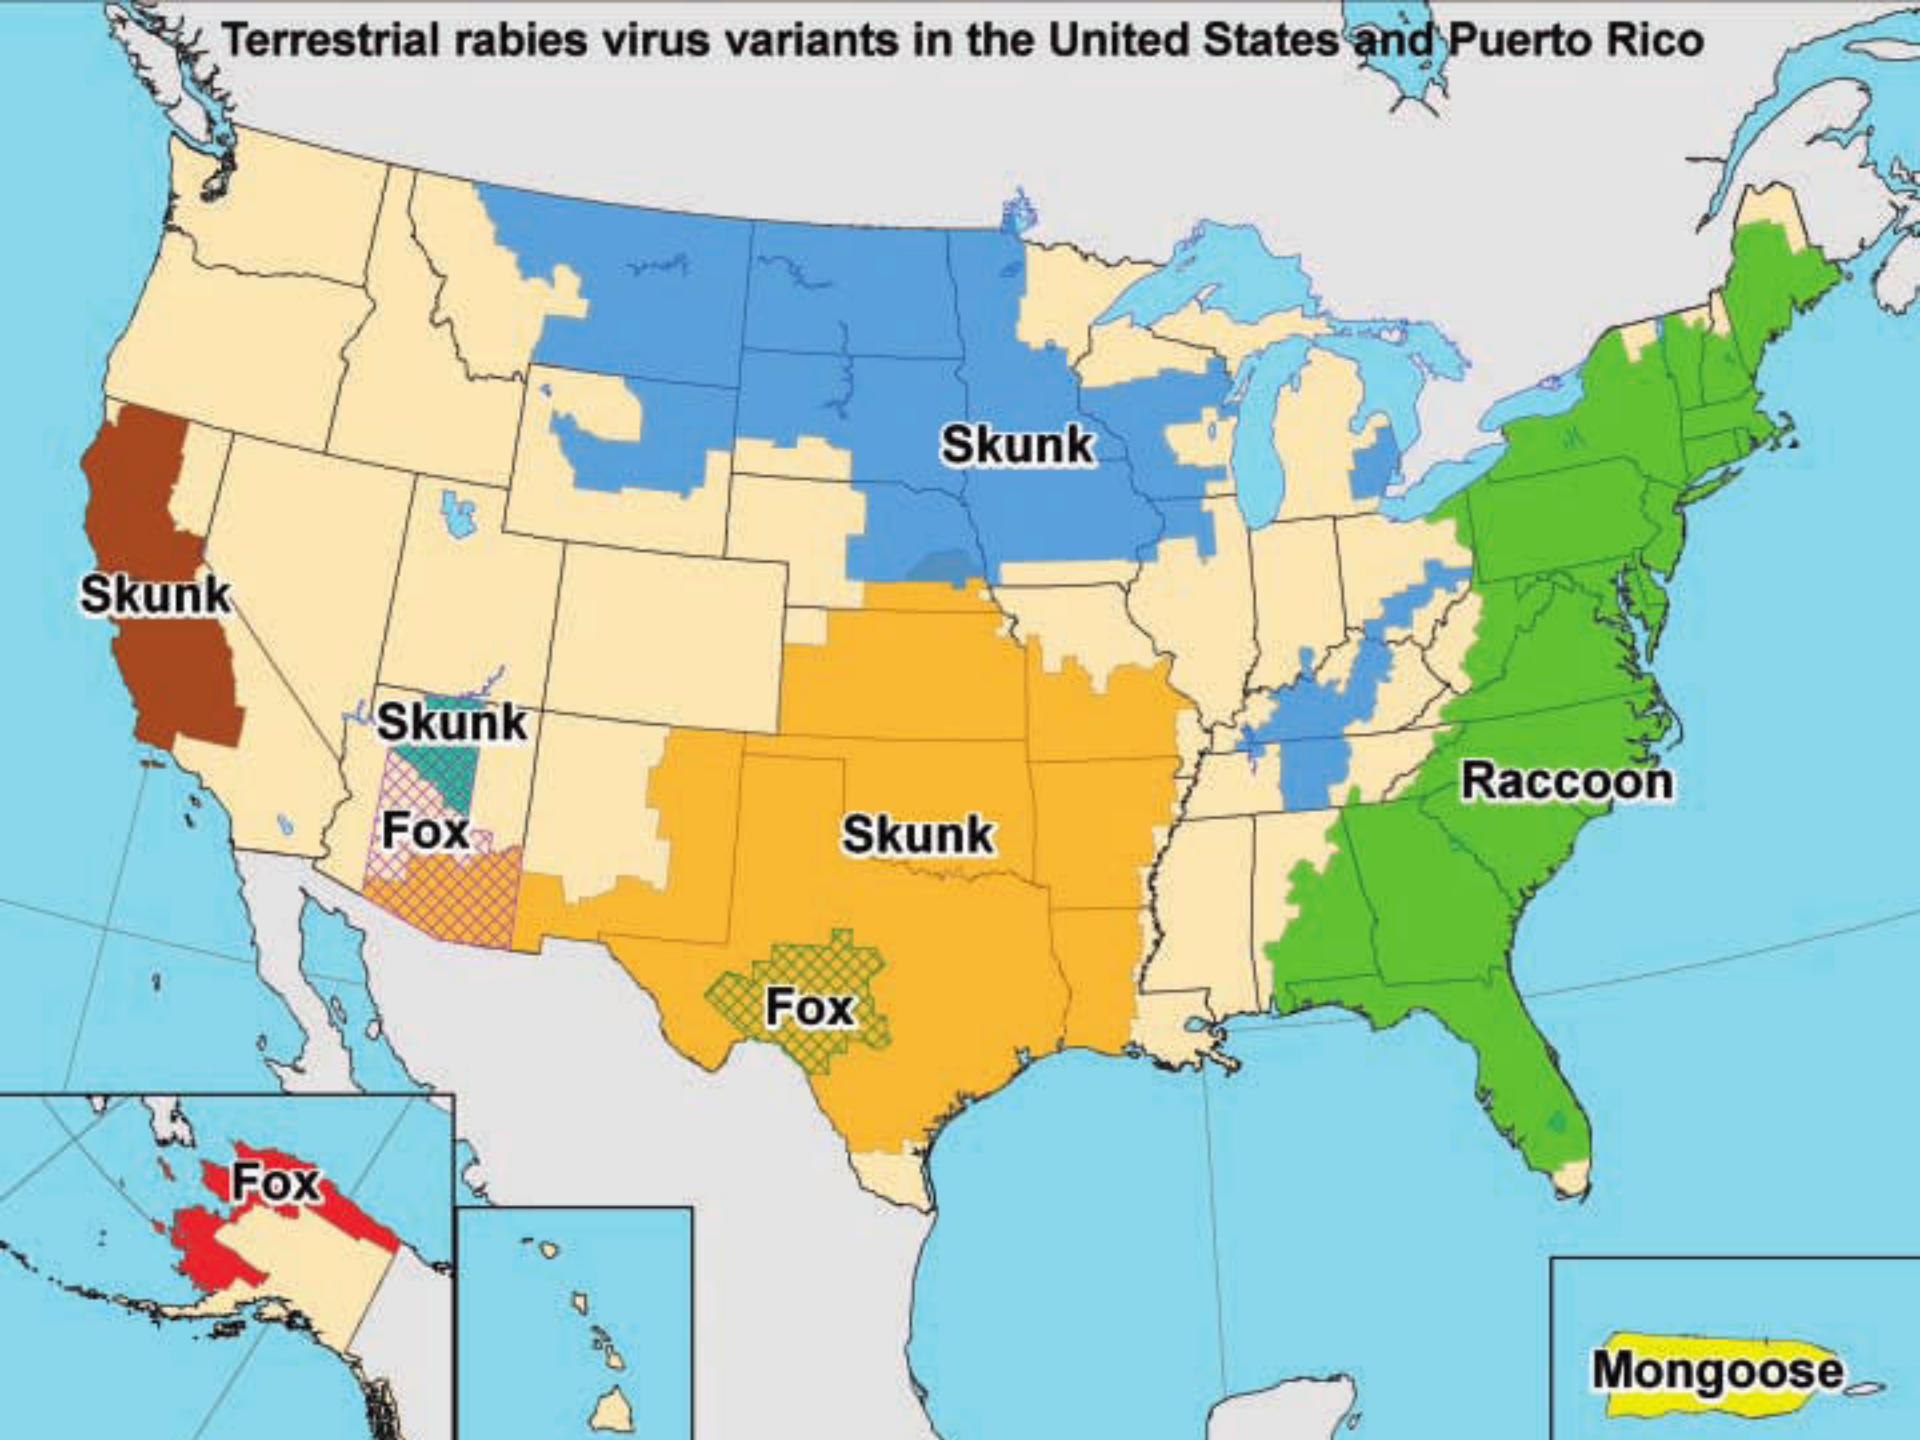 Terrestrial rabies virus variants in the United States and Puerto Rico
Skunk
Skunk
Skunk
Raccoon
Fox
Skunk
Fox
Fox
Mongoose